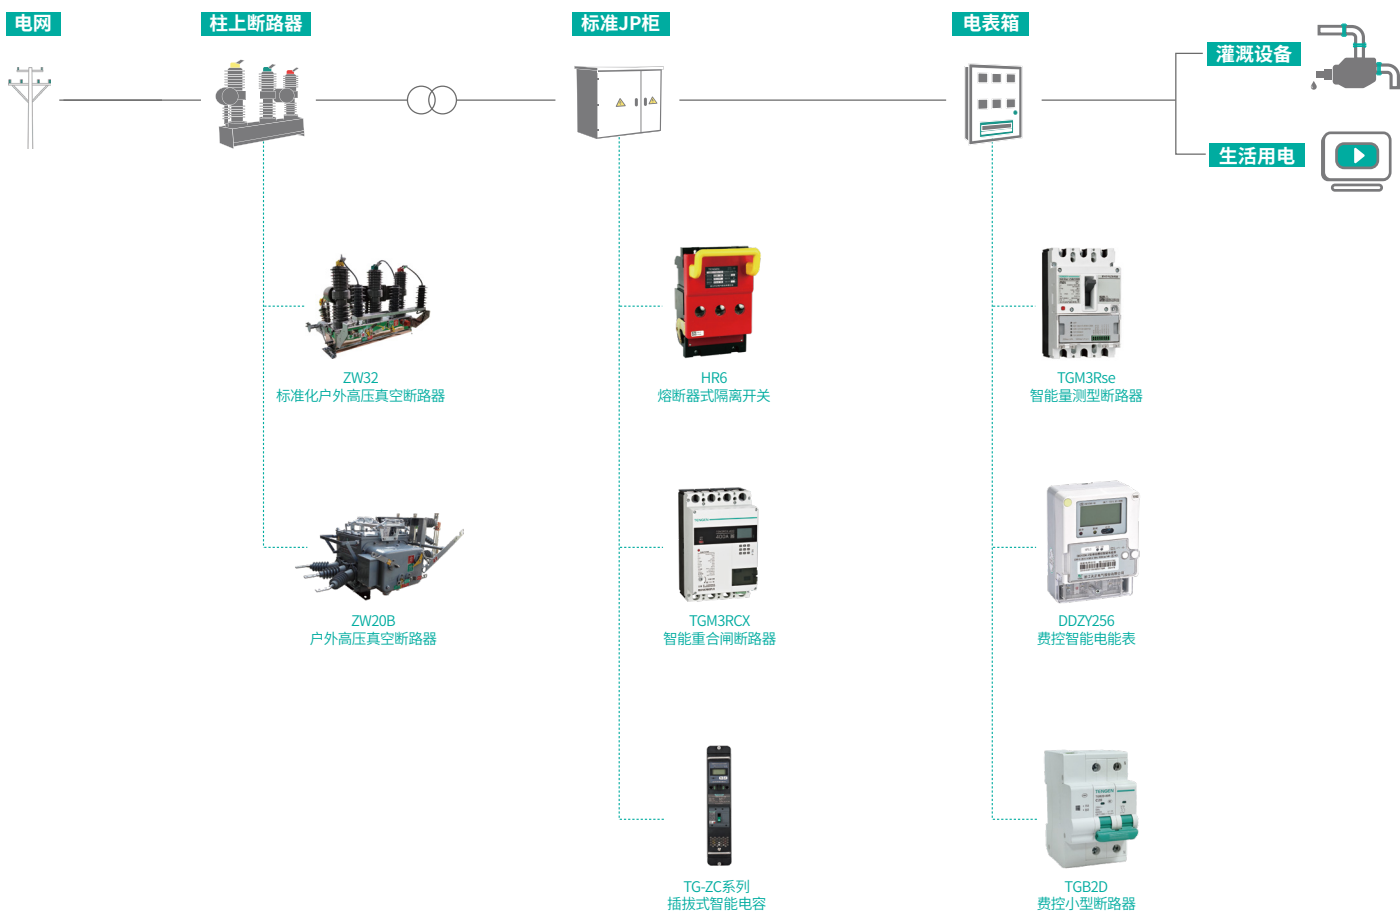 电网
柱上断路器
标准JP柜
电表箱
灌溉设备
生活用电
ZW32
标准化户外高压真空断路器
HR6
熔断器式隔离开关
TGM3Rse
智能量测型断路器
ZW20B
户外高压真空断路器
TGM3RCX
智能重合闸断路器
DDZY256
费控智能电能表
TG-ZC系列
插拔式智能电容
TENGEN
TGB2D
费控小型断路器